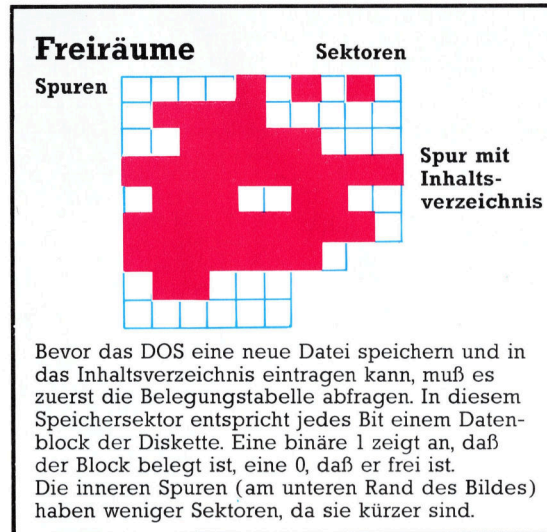 Freiräume
Sektoren
Spuren
Spur mit
Inhalts-
verzeichnis
Bevor das DOS eine neue Datei speichern und in
das Inhaltsverzeichnis eintragen kann, muß es
zuerst die Belegungstabelle abfragen. In diesem
Speichersektor entspricht jedes Bit einem Daten-
block der Diskette. Eine binäre 1 zeigt an, daß
der Block belegt ist, eine 0, daß er frei ist.
Die inneren Spuren (am unteren Rand des Bildes)
haben weniger Sektoren, da sie kürzer sind.